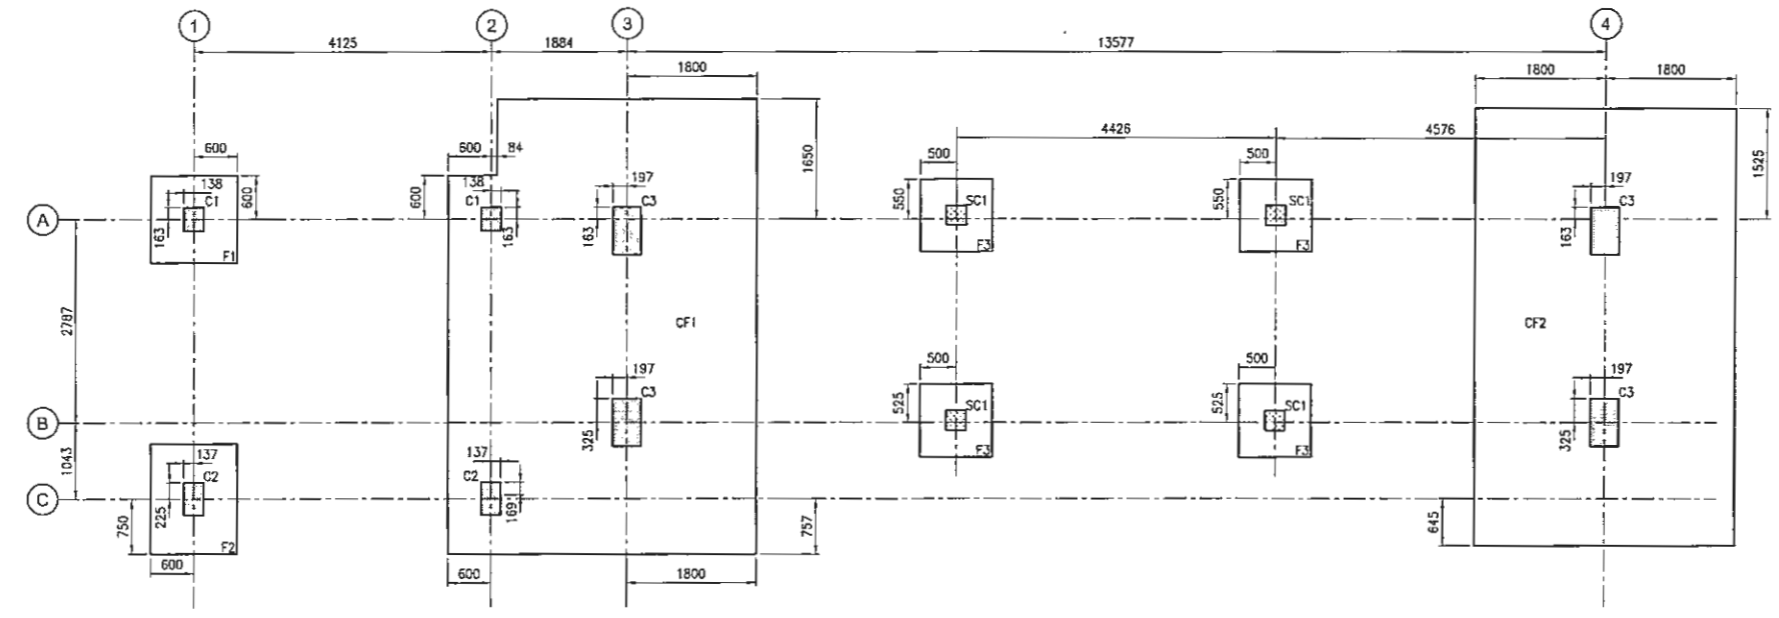 1 2 3 4
4125 1884 13577
1800 1800 1800
4426 4576
600 600 84 1650 500 500 1525
138 C1 600 600 138 C1 197 C3 550 SC1 550 SC1 197 C3
A
163 163 163 163
F1 F3 F3
2787
CF1 CF2
197 500 500 197
C3 525 SC1 525 SC1 C3
B
325 325
1043 137 137 F3 F3
C2 C2
C
750 225 169 757 645
F2
600 600 1800